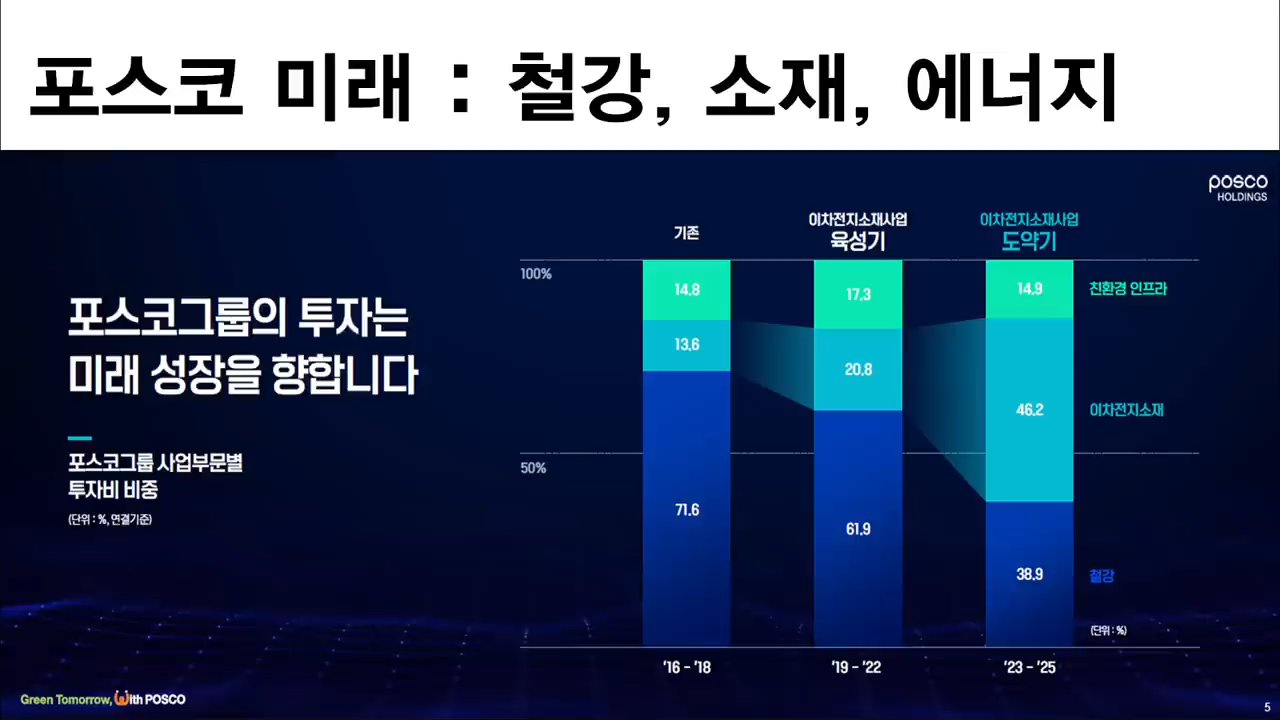 포스코 미래 : 철강, 소재, 에너지
posco
HOLDINGS
포스코그룹의 투자는
미래 성장을 향합니다
포스코그룹 사업부문별
투자비 비중
(단위 : %, 연결기준)
기존
이차전지소재사업
육성기
이차전지소재사업
도약기
100%
14.8
17.3
14.9
친환경 인프라
13.6
20.8
46.2
이차전지소재
50%
71.6
61.9
38.9
철강
(단위 : %)
'16 - '18
'19 - '22
'23 - '25
Green Tomorrow, With POSCO
5